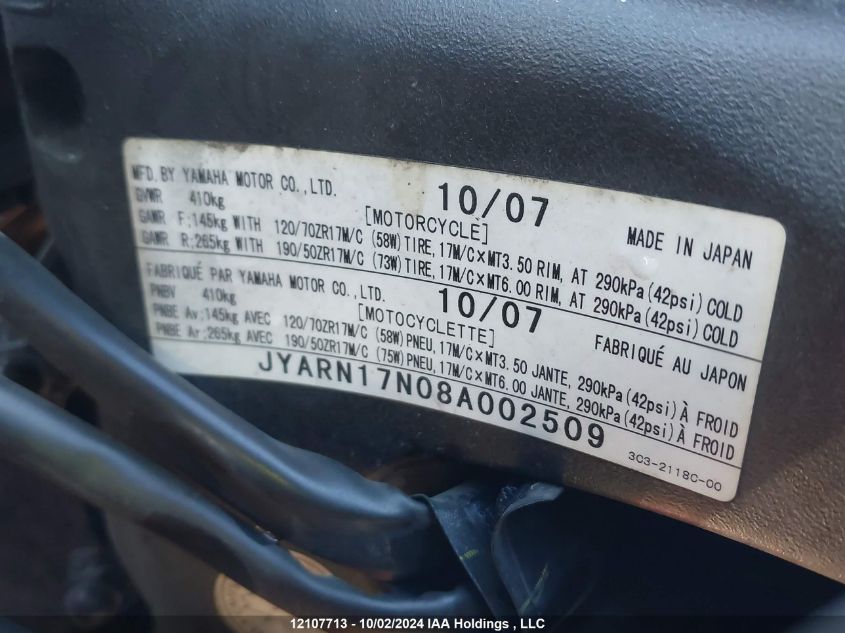 MFD. BY YAMAHA MOTOR CO.,LTD. 10/07 MADE IN JAPAN
GVWR 410kg [MOTORCYCLE]
GAWR F;145kg WITH 120/70ZR17M/C (58W) TIRE, 17M/C×MT3.50 RIM, AT 290kPa(42psi) COLD
GAWR R;265kg WITH 190/50ZR17M/C (73W) TIRE, 17M/C×MT6.00 RIM, AT 290kPa(42psi) COLD
FABRIQUÉ PAR YAMAHA MOTOR CO.,LTD. 10/07 FABRIQUÉ AU JAPON
PNBV 410kg [MOTOCYCLETTE]
PNBE Av;145kg AVEC 120/70ZR17M/C (58W) PNEU, 17M/C×MT3.50 JANTE, 290kPa(42psi) À FROID
PNBE Ar;265kg AVEC 190/50ZR17M/C (75W) PNEU, 17M/C×MT6.00 JANTE, 290kPa(42psi) À FROID
JYARN17N08A002509
3C3-2118C-00
12107713 - 10/02/2024 IAA Holdings , LLC